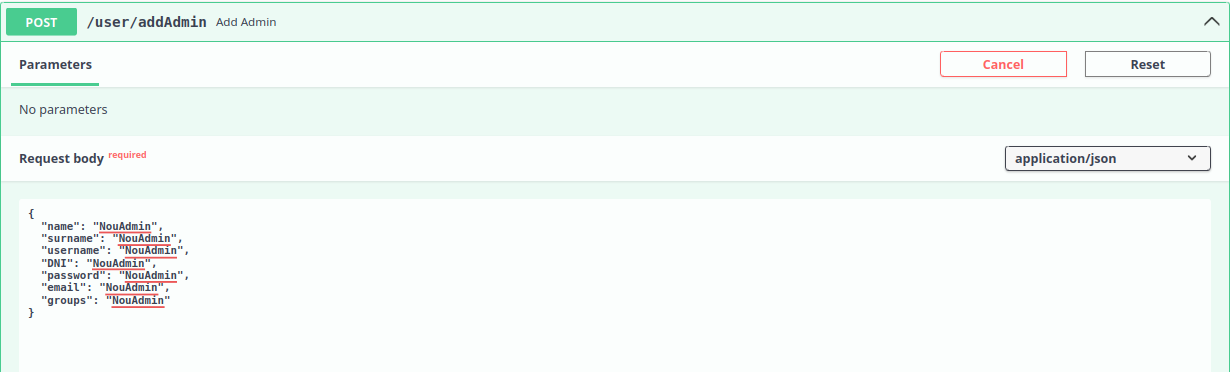 POST /user/addAdmin Add Admin
Parameters Cancel Reset
No parameters
Request body required application/json
{
  "name": "NouAdmin",
  "surname": "NouAdmin",
  "username": "NouAdmin",
  "DNI": "NouAdmin",
  "password": "NouAdmin",
  "email": "NouAdmin",
  "groups": "NouAdmin"
}